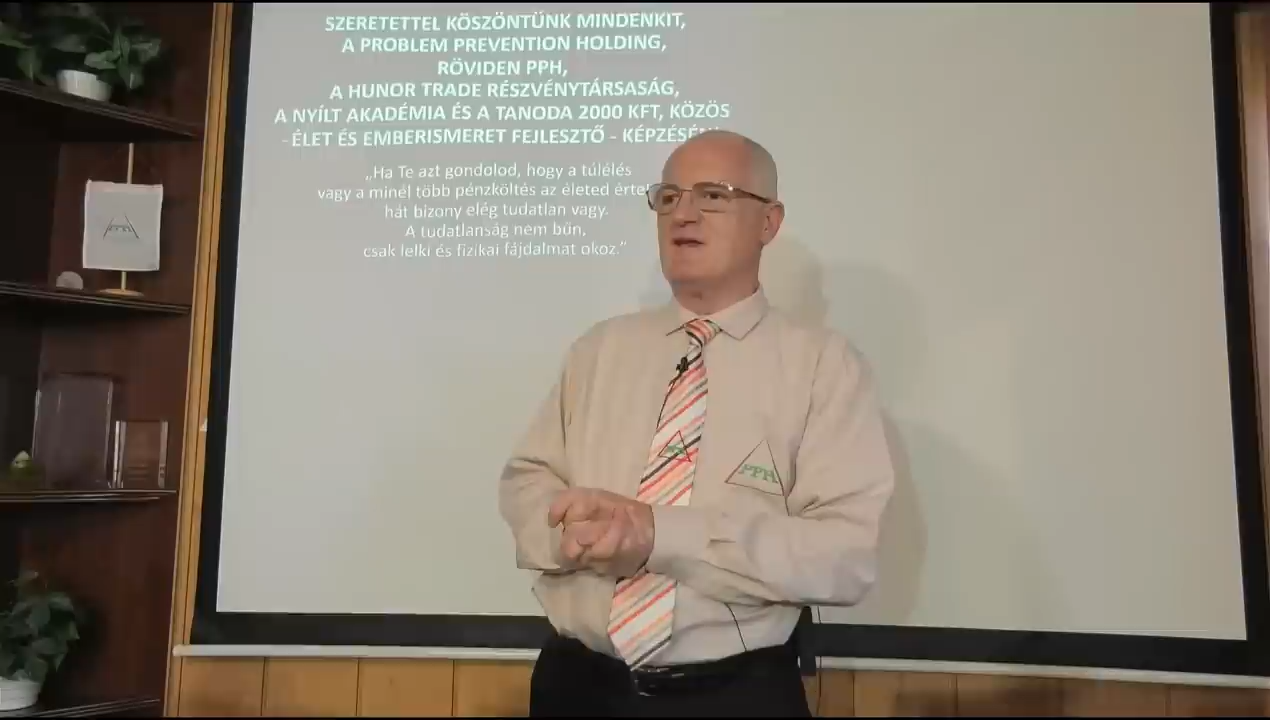 SZERETETTEL KÖSZÖNTÜNK MINDENKIT,
A PROBLEM PREVENTION HOLDING,
RÖVIDEN PPH,
A HUNOR TRADE RÉSZVÉNYTÁRSASÁG,
A NYÍLT AKADÉMIA ÉS A TANODA 2000 KFT, KÖZÖS
- ÉLET ÉS EMBERISMERET FEJLESZTŐ - KÉPZÉSÉN!
„Ha Te azt gondolod, hogy a túlélés
vagy a minél több pénzköltés az életed
hát bizony elég tudatlan vagy.
A tudatlanság nem bűn,
csak lelki és fizikai fájdalmat okoz.”
PPH
PPH